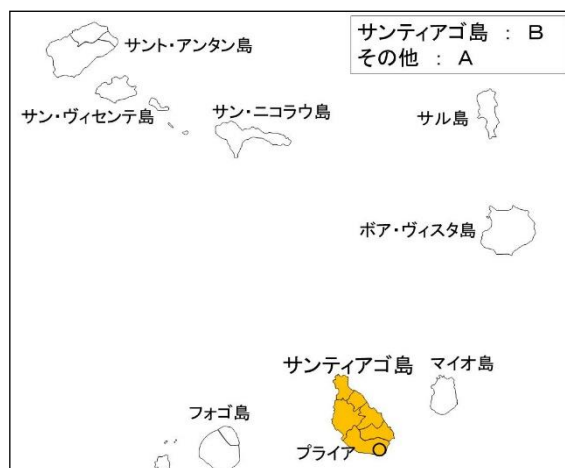 サンティアゴ島 : B
その他 : A
サント・アンタン島
サン・ヴィセンテ島
サン・ニコラウ島
サル島
ボア・ヴィスタ島
サンティアゴ島
マイオ島
フォゴ島
プライア